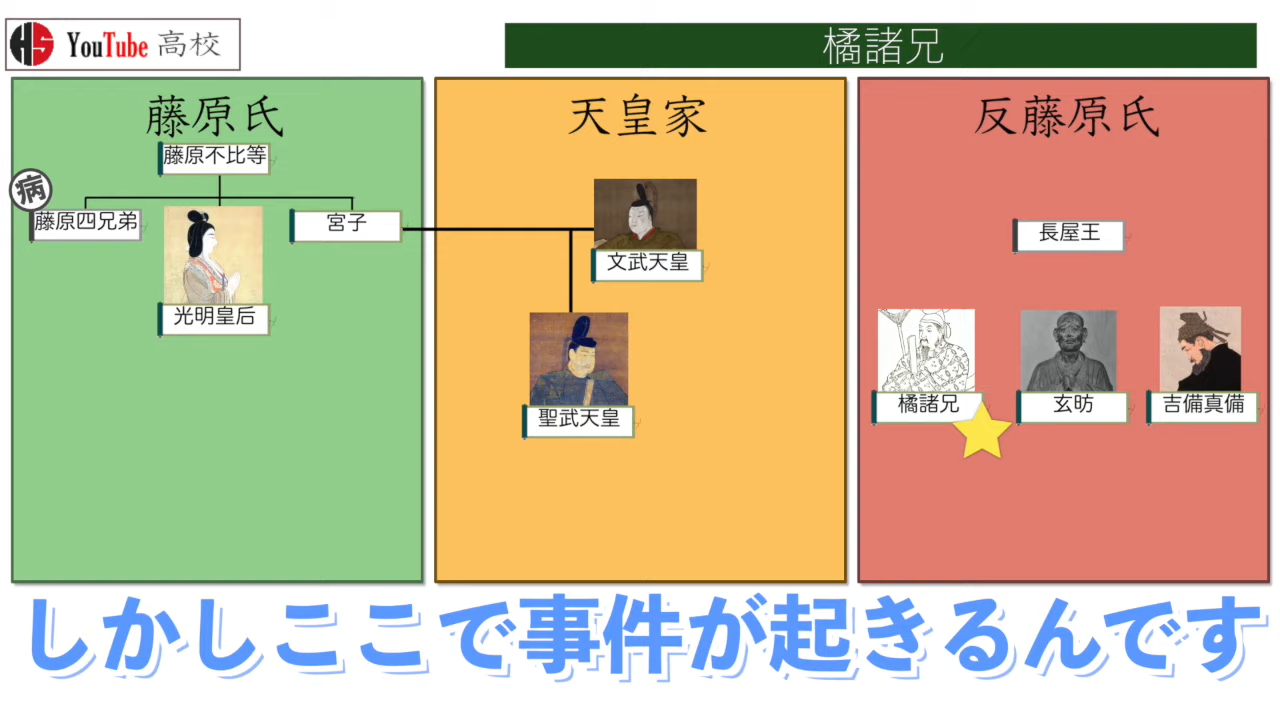 HS YouTube 高校
橘諸兄
藤原氏
藤原不比等
病
藤原四兄弟
宮子
光明皇后
天皇家
文武天皇
聖武天皇
反藤原氏
長屋王
橘諸兄
玄昉
吉備真備
しかしここで事件が起きるんです